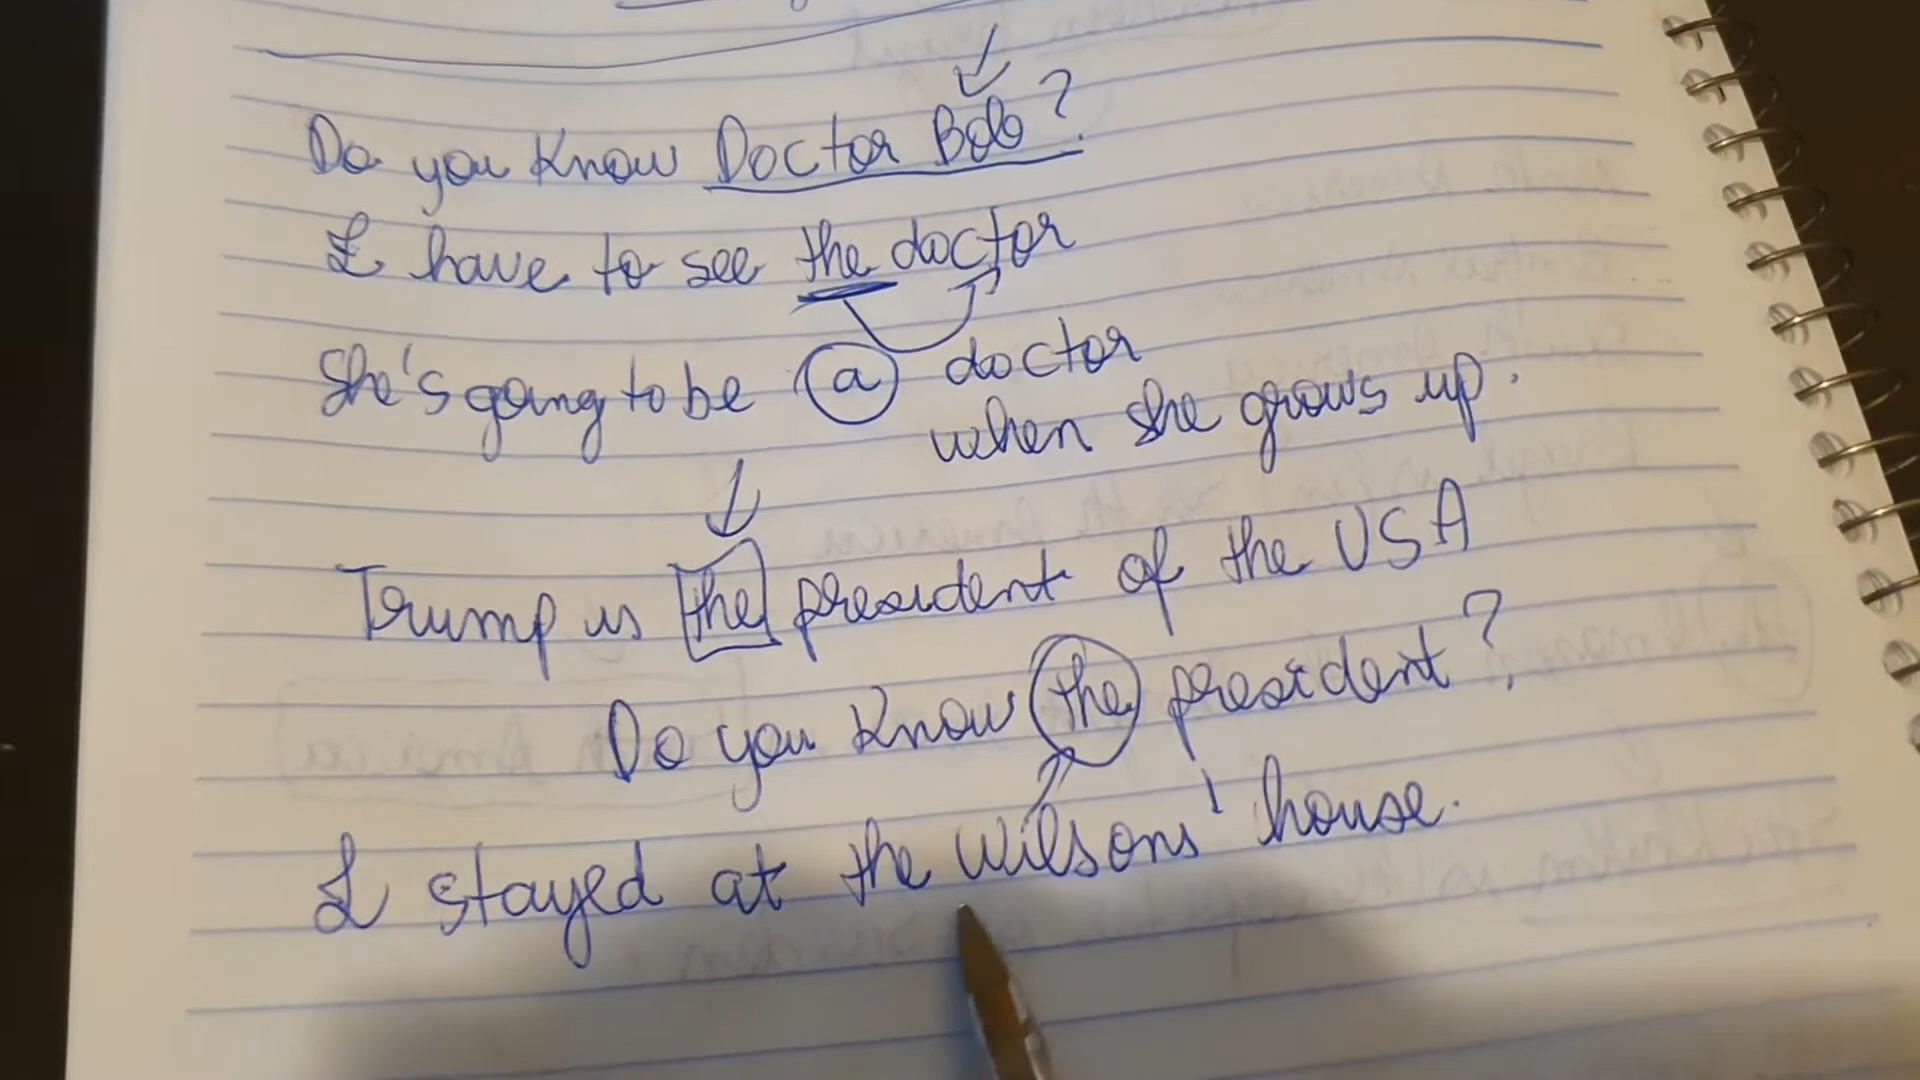 Do you know Doctor Bob?
I have to see the doctor
She's going to be a doctor
when she grows up.
Trump is the president of the USA
Do you know the president?
I stayed at the Wilsons' house.